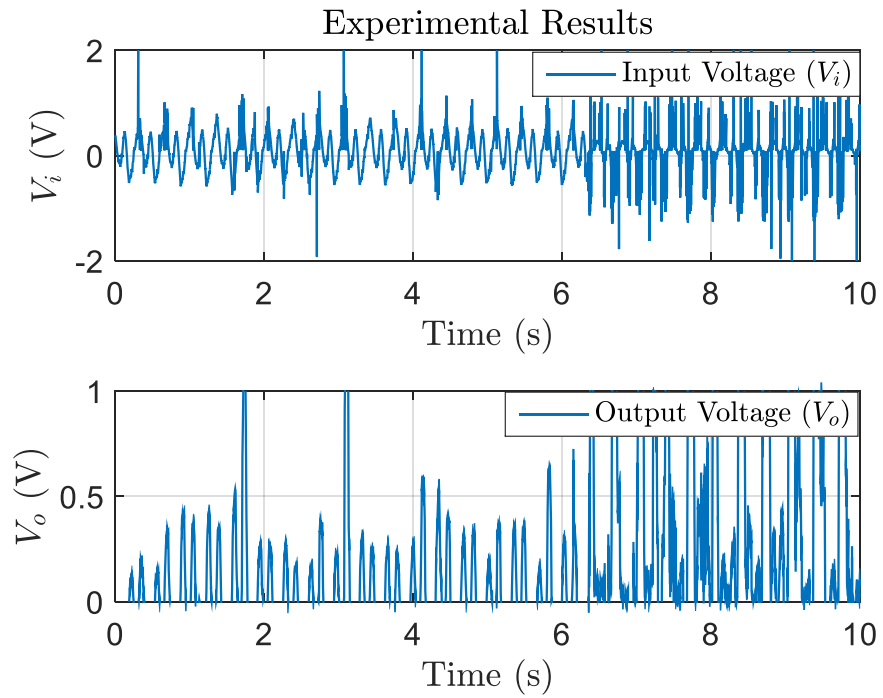 Experimental Results
2
Input Voltage (Vᵢ)
Vᵢ (V)
0
-2
0 2 4 6 8 10
Time (s)
1
Output Voltage (Vₒ)
Vₒ (V)
0.5
0
0 2 4 6 8 10
Time (s)